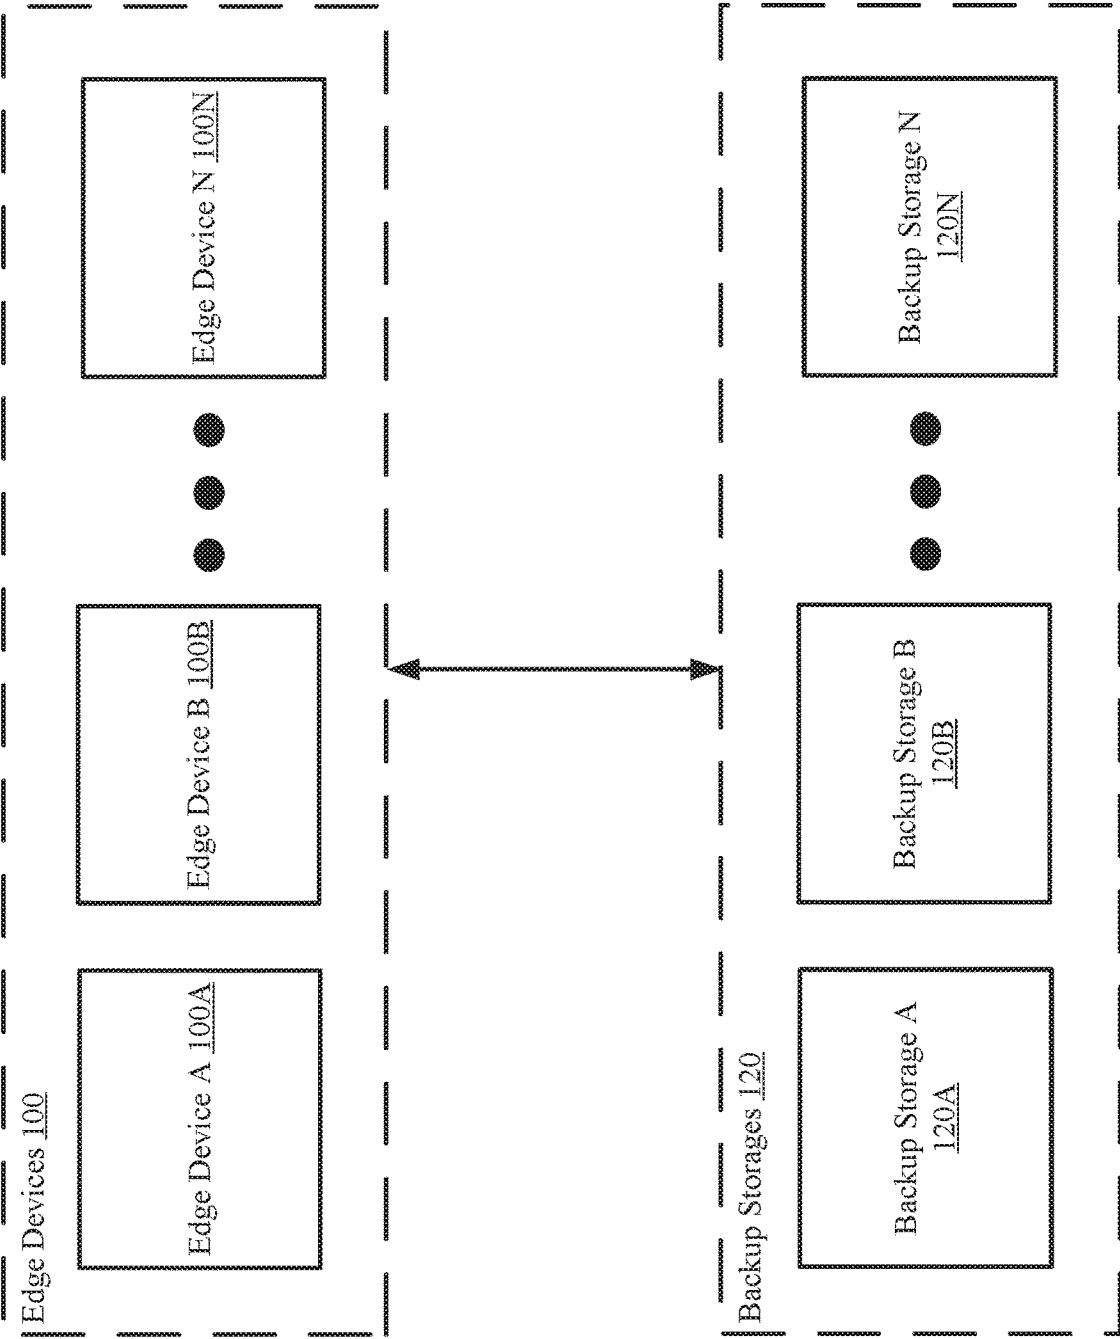 Edge Devices 100
Edge Device A 100A
Edge Device B 100B
Edge Device N 100N
Backup Storages 120
Backup Storage A
120A
Backup Storage B
120B
Backup Storage N
120N